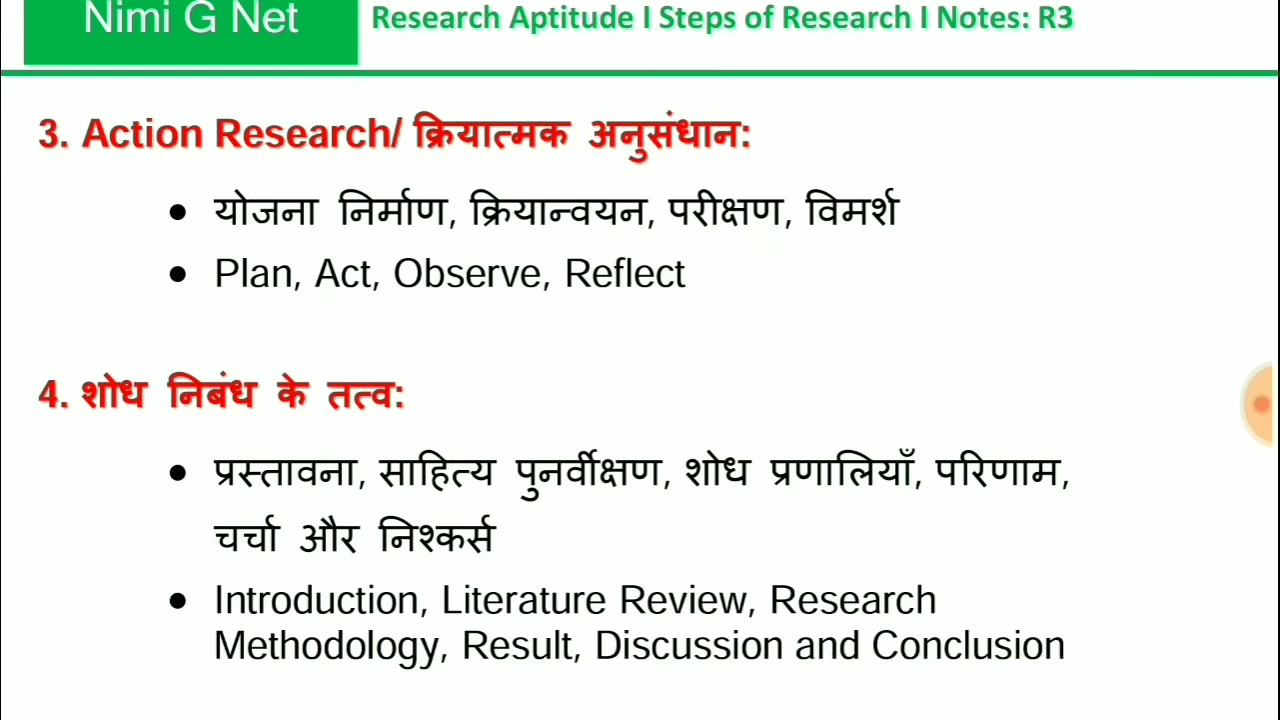 Nimi G Net
Research Aptitude I Steps of Research I Notes: R3
3. Action Research/ क्रियात्मक अनुसंधान:
● योजना निर्माण, क्रियान्वयन, परीक्षण, विमर्श
● Plan, Act, Observe, Reflect
4. शोध निबंध के तत्व:
● प्रस्तावना, साहित्य पुनर्वीक्षण, शोध प्रणालियाँ, परिणाम,
चर्चा और निश्कर्स
● Introduction, Literature Review, Research
Methodology, Result, Discussion and Conclusion